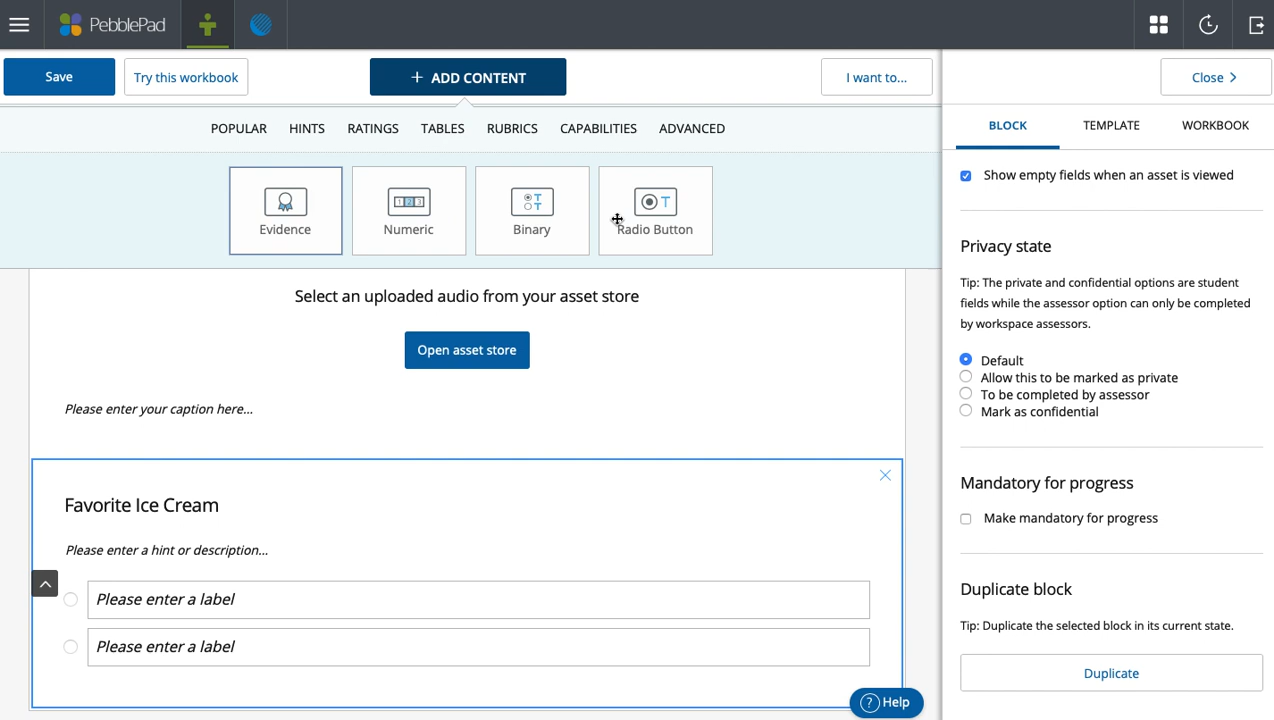 PebblePad
Save
Try this workbook
+ ADD CONTENT
I want to...
Close >
POPULAR HINTS RATINGS TABLES RUBRICS CAPABILITIES ADVANCED
BLOCK TEMPLATE WORKBOOK
1 2 3
T
T
T
Evidence Numeric Binary Radio Button
Select an uploaded audio from your asset store
Open asset store
Please enter your caption here...
Favorite Ice Cream
Please enter a hint or description...
Please enter a label
Please enter a label
? Help
Show empty fields when an asset is viewed
Privacy state
Tip: The private and confidential options are student
fields while the assessor option can only be completed
by workspace assessors.
Default
Allow this to be marked as private
To be completed by assessor
Mark as confidential
Mandatory for progress
Make mandatory for progress
Duplicate block
Tip: Duplicate the selected block in its current state.
Duplicate